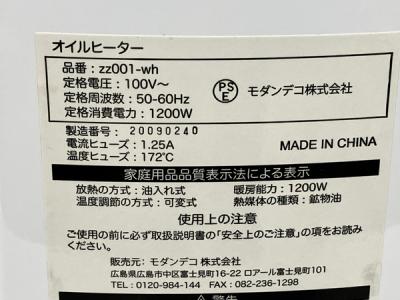 オイルヒーター
品番：zz001-wh
定格電圧：100V～
定格周波数：50-60Hz
定格消費電力：1200W
PSE
モダンデコ株式会社
製造番号：20090240
電流ヒューズ：1.25A
温度ヒューズ：172℃
MADE IN CHINA
家庭用品品質表示法による表示
放熱の方式：油入れ式　暖房能力：1200W
温度調節の方式：可変式　熱媒体の種類：鉱物油
使用上の注意
ご使用の前に必ず取扱説明書の「安全上のご注意」の項をお読み
ください。
販売元：モダンデコ 株式会社
広島県広島市中区富士見町16-22 ロアール富士見町101
TEL：0120-984-144　FAX：082-236-1298
警告